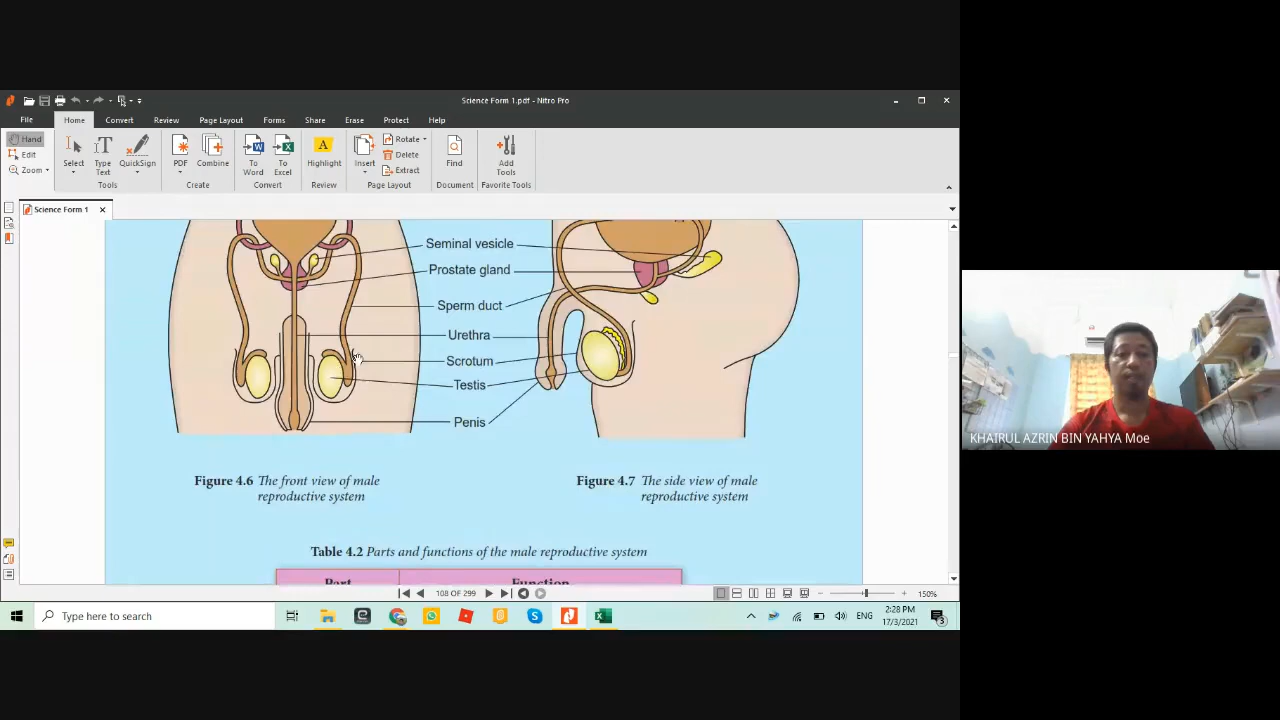 Science Form 1.pdf - Nitro Pro
File Home Convert Review Page Layout Forms Share Erase Protect Help
Hand
Edit
Zoom
Select
Type Text
QuickSign
PDF
Combine
To Word
To Excel
Highlight
Insert
Rotate
Delete
Extract
Find
Add Tools
Tools Create Convert Review Page Layout Document Favorite Tools
Science Form 1
Seminal vesicle
Prostate gland
Sperm duct
Urethra
Scrotum
Testis
Penis
Figure 4.6 The front view of male
reproductive system
Figure 4.7 The side view of male
reproductive system
Table 4.2 Parts and functions of the male reproductive system
Part Function
108 OF 299
150%
Type here to search
ENG
2:28 PM
17/3/2021
3
KHAIRUL AZRIN BIN YAHYA Moe